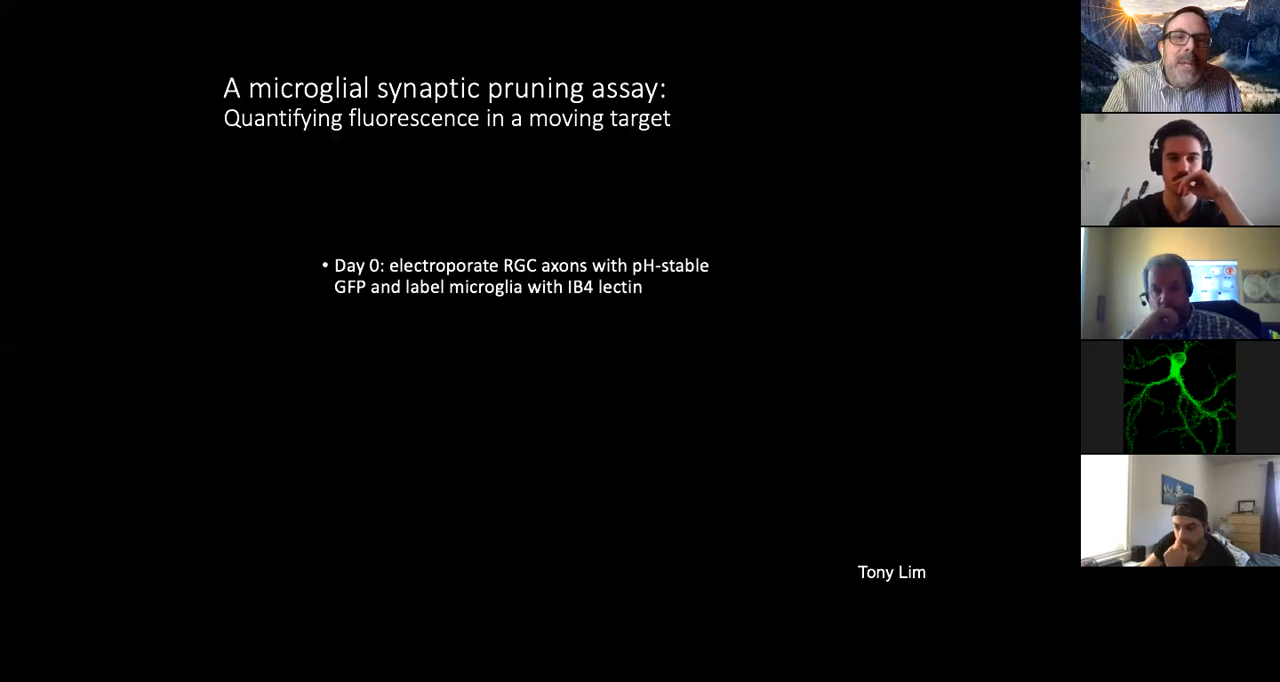 A microglial synaptic pruning assay:
Quantifying fluorescence in a moving target
• Day 0: electroporate RGC axons with pH-stable
GFP and label microglia with IB4 lectin
Tony Lim